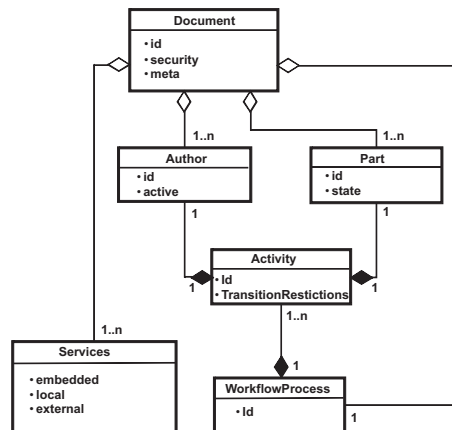 Document
• id
• security
• meta
1..n
1..n
Author
• id
• active
Part
• id
• state
1
1
Activity
• Id
• TransitionRestictions
1
1
1..n
1..n
Services
• embedded
• local
• external
1
WorkflowProcess
• Id
1